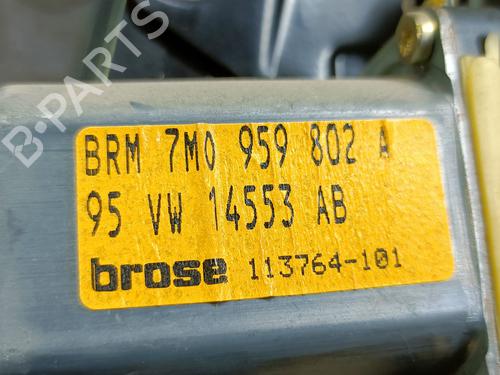 B-PARTS
BRM 7M0 959 802 A
95 VW 14553 AB
brose 113764-101